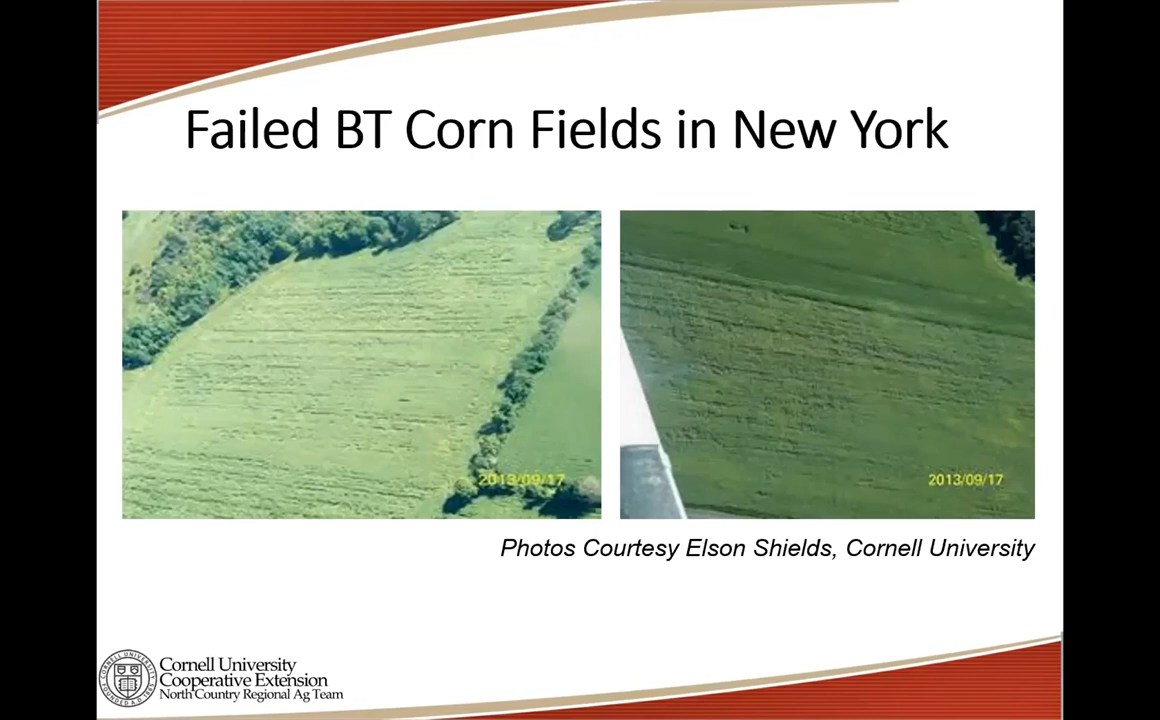 Failed BT Corn Fields in New York
2013/09/17
2013/09/17
Photos Courtesy Elson Shields, Cornell University
Cornell University
Cooperative Extension
North Country Regional Ag Team